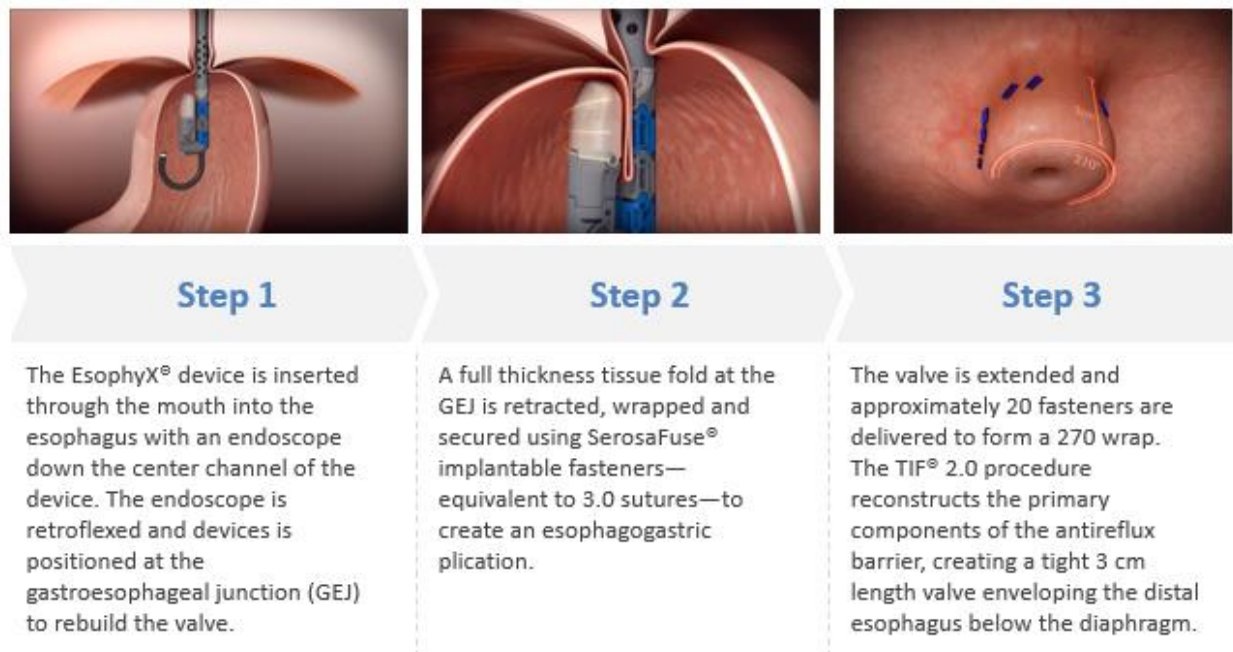 270°
Step 1
The EsophyX® device is inserted
through the mouth into the
esophagus with an endoscope
down the center channel of the
device. The endoscope is
retroflexed and devices is
positioned at the
gastroesophageal junction (GEJ)
to rebuild the valve.
Step 2
A full thickness tissue fold at the
GEJ is retracted, wrapped and
secured using SerosaFuse®
implantable fasteners—
equivalent to 3.0 sutures—to
create an esophagogastric
plication.
Step 3
The valve is extended and
approximately 20 fasteners are
delivered to form a 270 wrap.
The TIF® 2.0 procedure
reconstructs the primary
components of the antireflux
barrier, creating a tight 3 cm
length valve enveloping the distal
esophagus below the diaphragm.